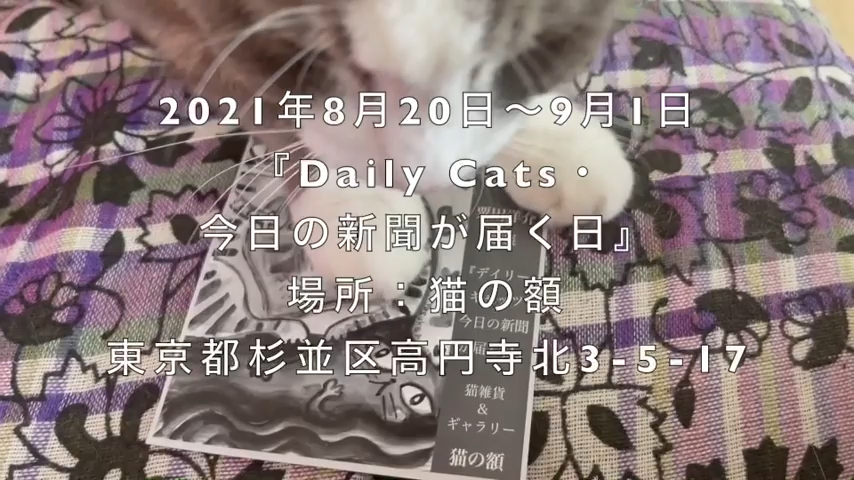 2021年8月20日〜9月1日
『Daily Cats・
今日の新聞が届く日』
場所：猫の額
東京都杉並区高円寺北3-5-17
『デイリー
今日の新聞
猫雑貨
&
ギャラリー
猫の額